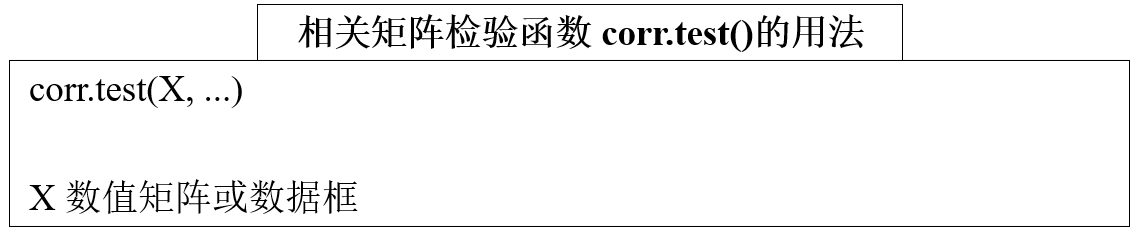 相关矩阵检验函数 corr.test()的用法
corr.test(X, ...)
X 数值矩阵或数据框